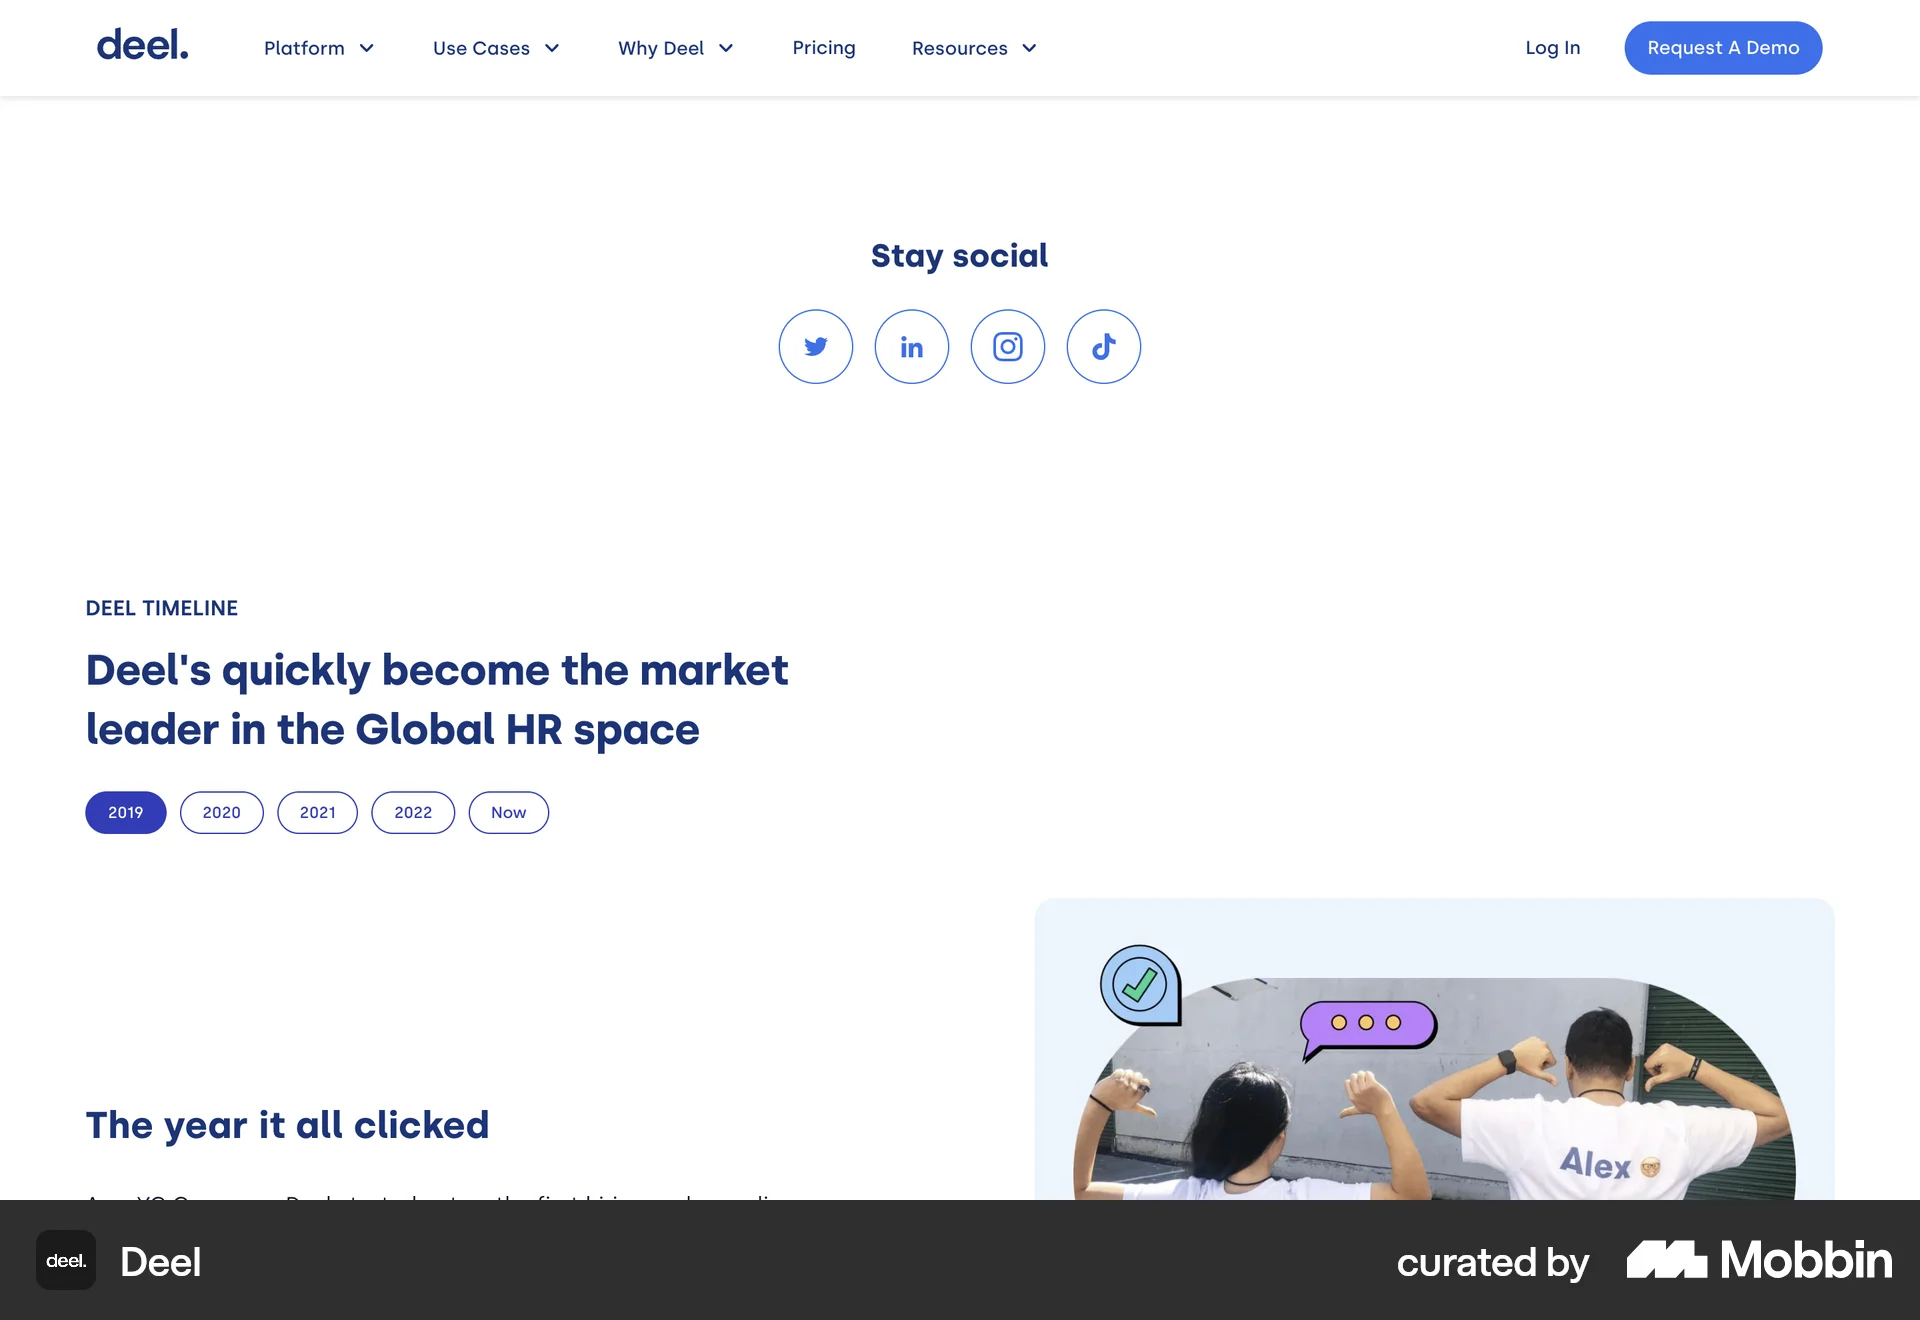 deel.
Platform
Use Cases
Why Deel
Pricing
Resources
Log In
Request A Demo
Stay social
in
DEEL TIMELINE
Deel's quickly become the market
leader in the Global HR space
2019
2020
2021
2022
Now
The year it all clicked
Alex
deel.
Deel
curated by
Mobbin